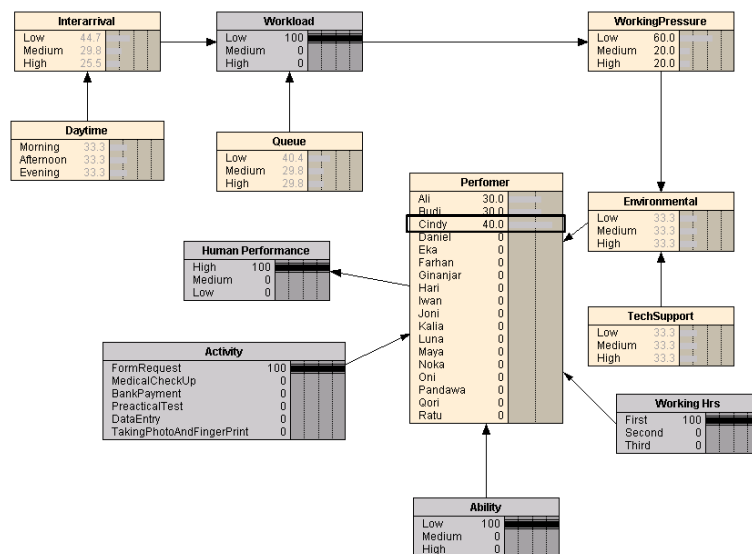 Interarrival
Low 44.7
Medium 29.8
High 25.5
Workload
Low 100
Medium 0
High 0
WorkingPressure
Low 60.0
Medium 20.0
High 20.0
Daytime
Morning 33.3
Afternoon 33.3
Evening 33.3
Queue
Low 40.4
Medium 29.8
High 29.8
Perfomer
Ali 30.0
Budi 30.0
Cindy 40.0
Daniel 0
Eka 0
Farhan 0
Ginanjar 0
Hari 0
Iwan 0
Joni 0
Kalia 0
Luna 0
Maya 0
Noka 0
Oni 0
Pandawa 0
Qori 0
Ratu 0
Environmental
Low 33.3
Medium 33.3
High 33.3
Human Performance
High 100
Medium 0
Low 0
TechSupport
Low 33.3
Medium 33.3
High 33.3
Activity
FormRequest 100
MedicalCheckUp 0
BankPayment 0
PreacticalTest 0
DataEntry 0
TakingPhotoAndFingerPrint 0
Working Hrs
First 100
Second 0
Third 0
Ability
Low 100
Medium 0
High 0